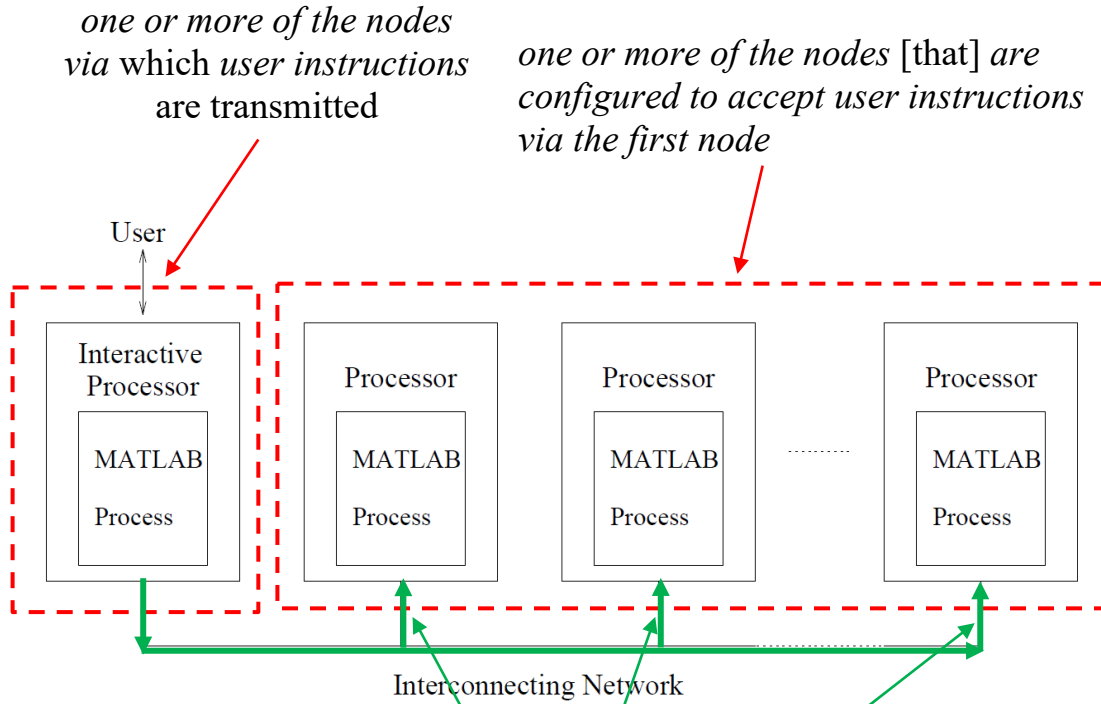 one or more of the nodes
via which user instructions
are transmitted
one or more of the nodes [that] are
configured to accept user instructions
via the first node
User
Interactive
Processor
MATLAB
Process
Processor
MATLAB
Process
Processor
MATLAB
Process
Processor
MATLAB
Process
Interconnecting Network